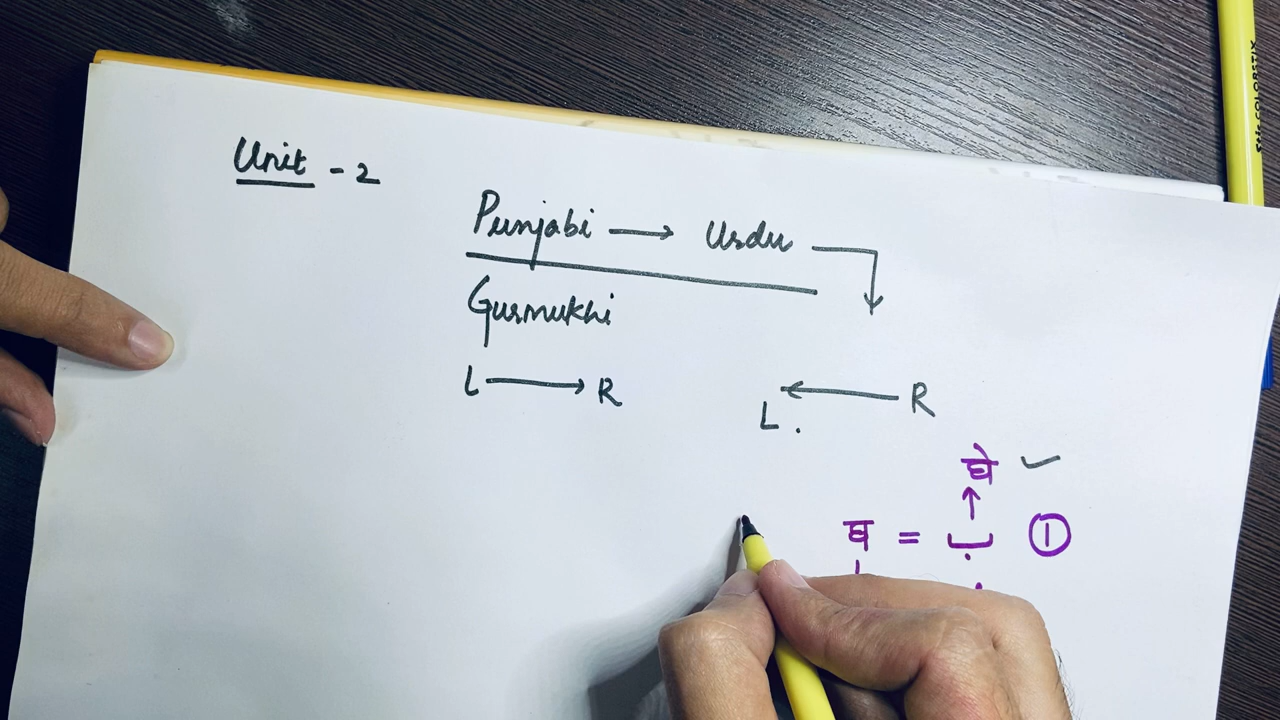 Unit - 2
Punjabi → Urdu
Gurmukhi
L → R
L . ← R
ਬੇ ✓
ਬ = ب ①